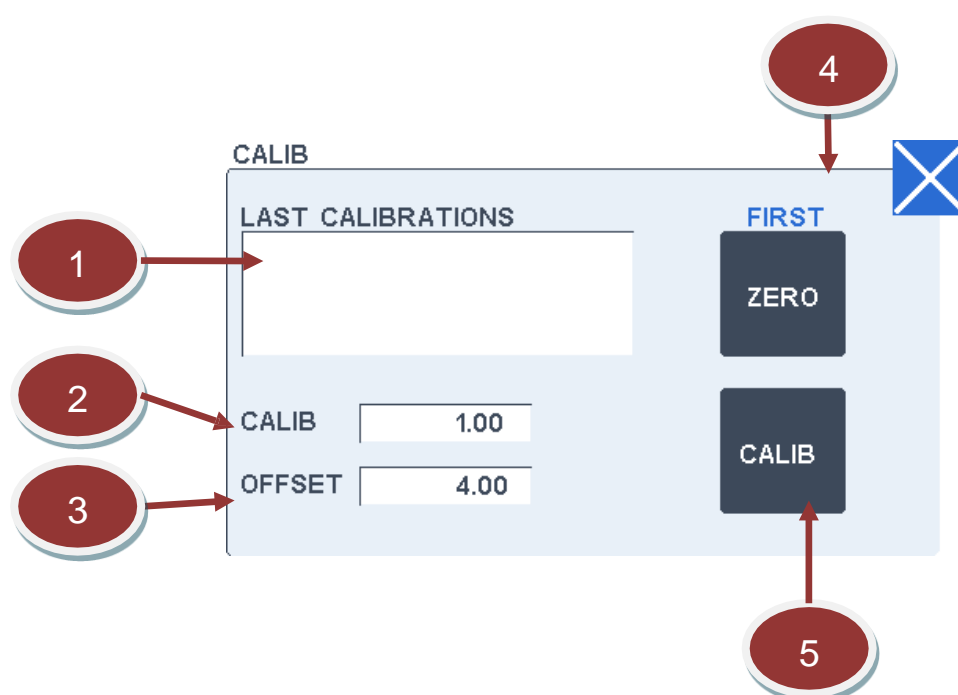 4
CALIB
LAST CALIBRATIONS
FIRST
1
ZERO
2
CALIB
1.00
CALIB
3
OFFSET
4.00
5